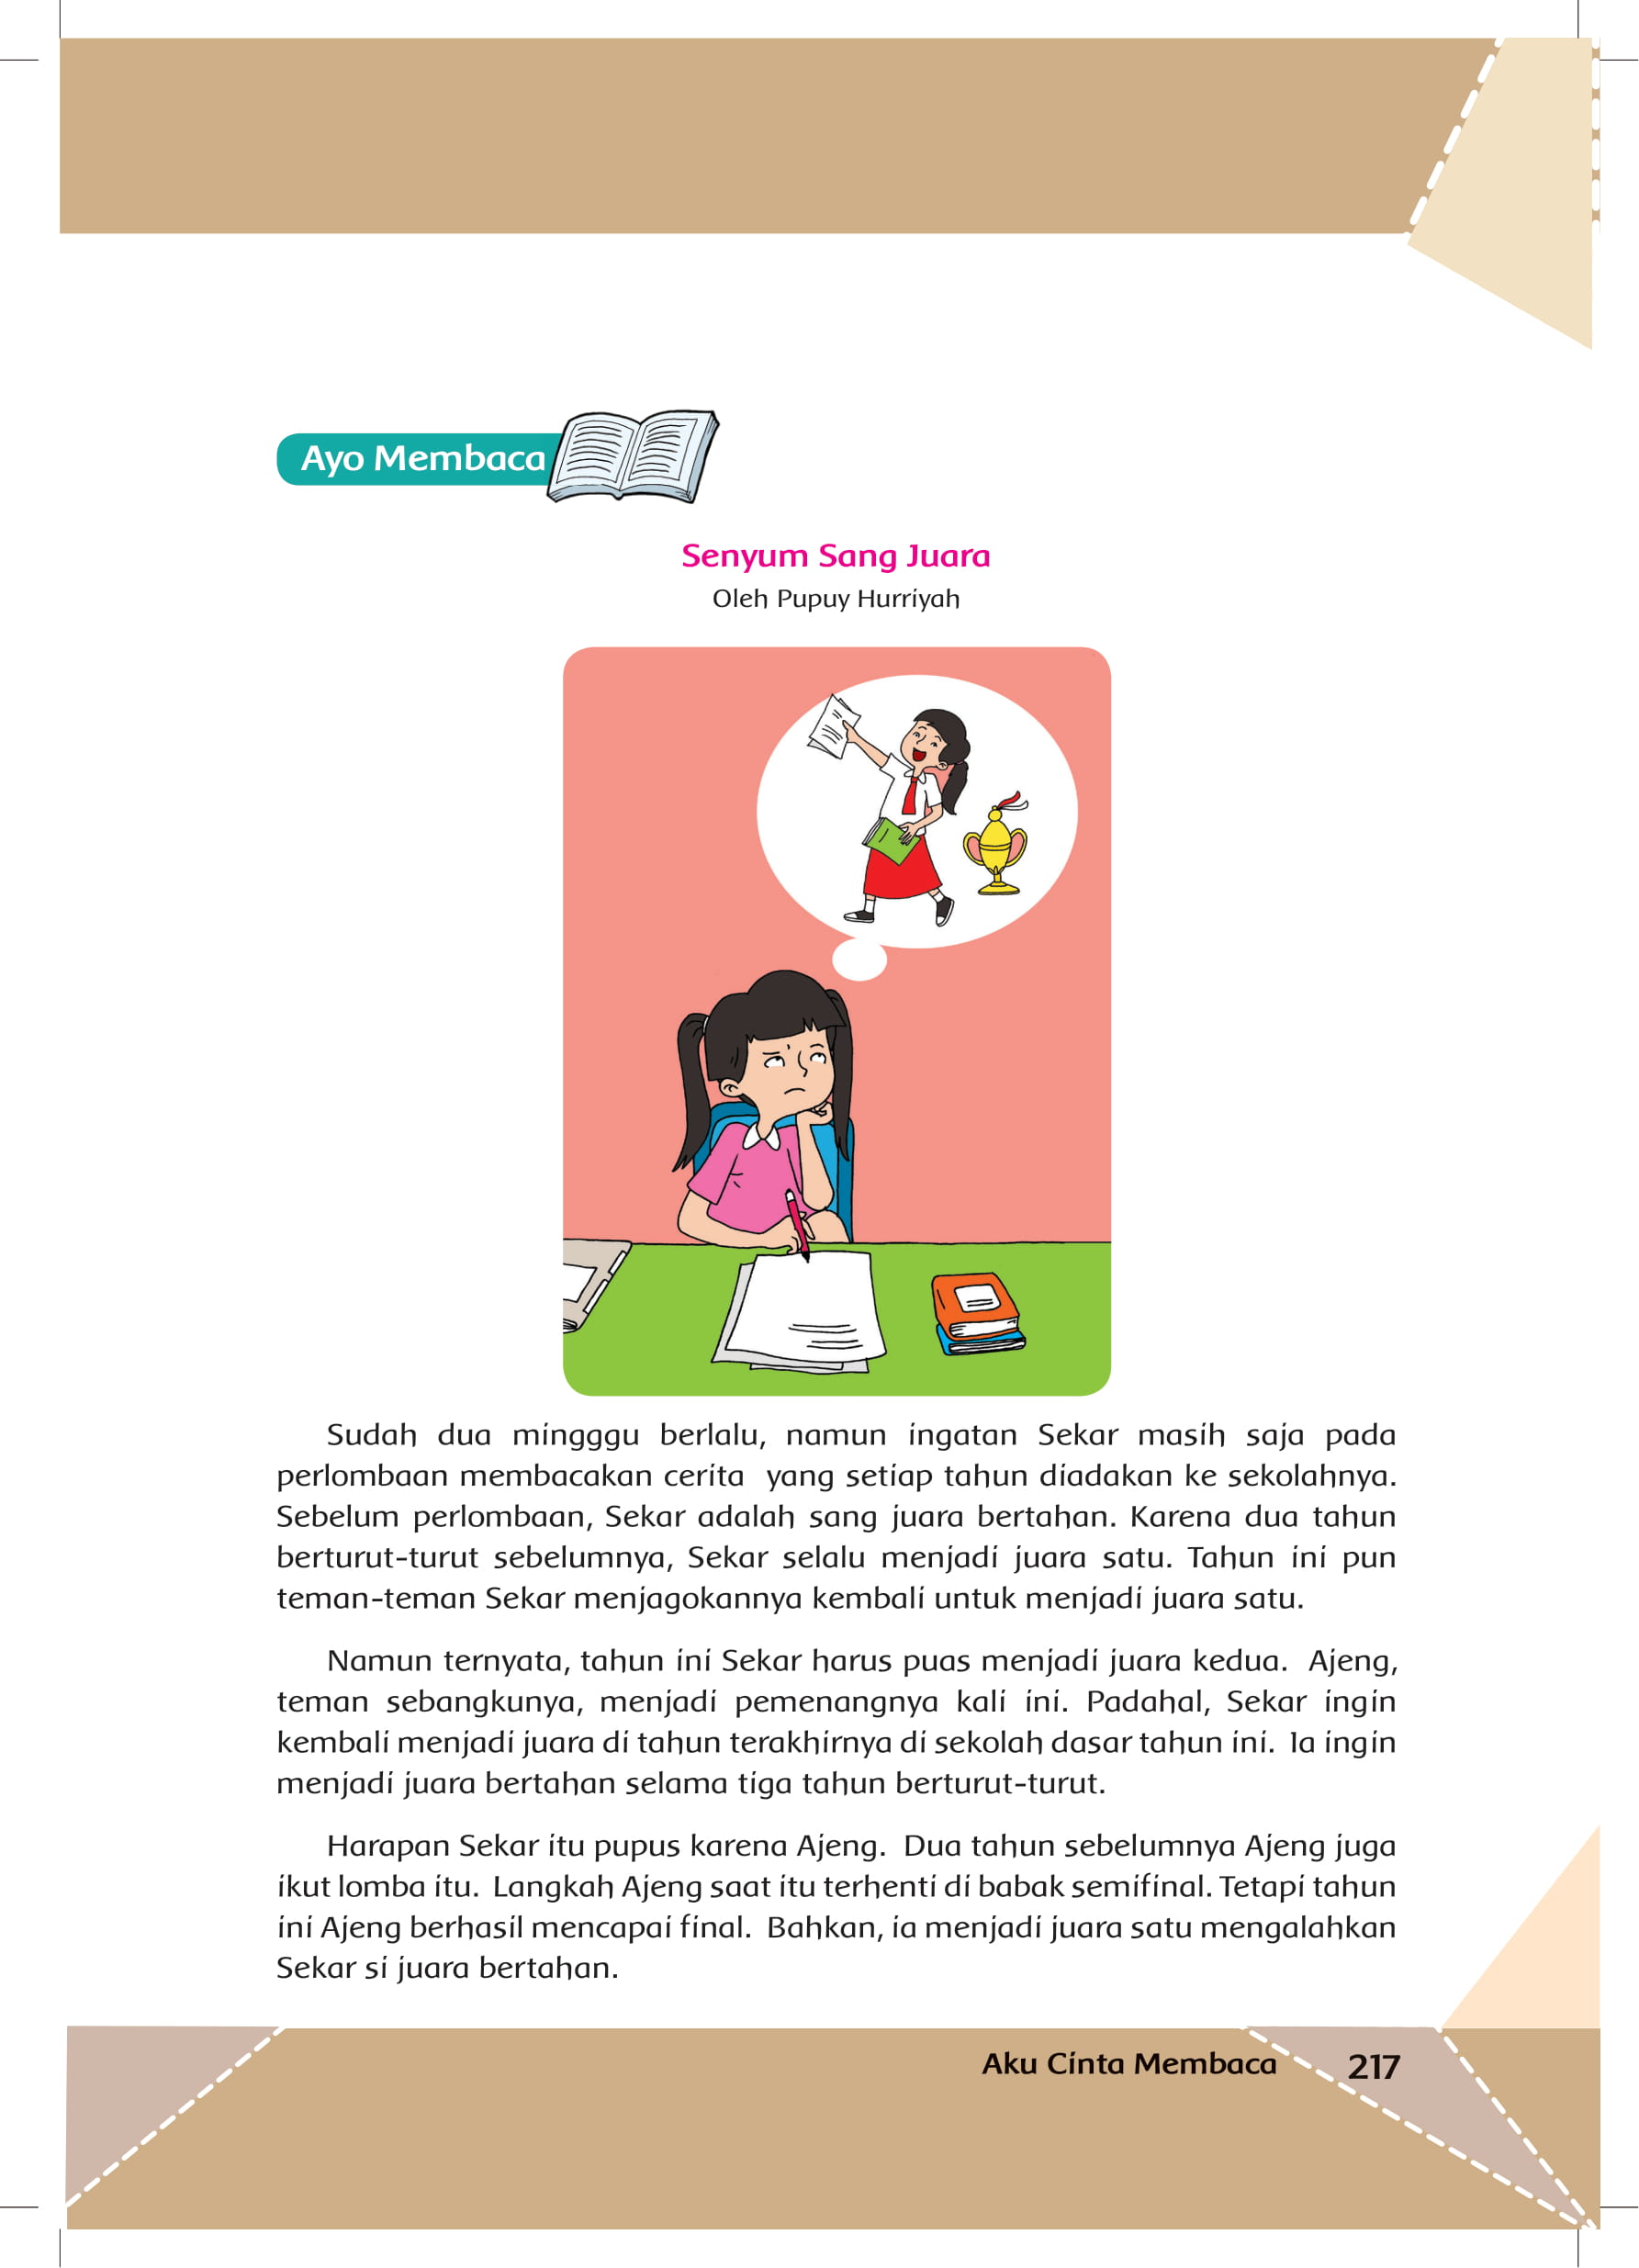 Ayo Membaca
Senyum Sang Juara
Oleh Pupuy Hurriyah
Sudah dua mingggu berlalu, namun ingatan Sekar masih saja pada
perlombaan membacakan cerita yang setiap tahun diadakan ke sekolahnya.
Sebelum perlombaan, Sekar adalah sang juara bertahan. Karena dua tahun
berturut-turut sebelumnya, Sekar selalu menjadi juara satu. Tahun ini pun
teman-teman Sekar menjagokannya kembali untuk menjadi juara satu.
Namun ternyata, tahun ini Sekar harus puas menjadi juara kedua. Ajeng,
teman sebangkunya, menjadi pemenangnya kali ini. Padahal, Sekar ingin
kembali menjadi juara di tahun terakhirnya di sekolah dasar tahun ini. Ia ingin
menjadi juara bertahan selama tiga tahun berturut-turut.
Harapan Sekar itu pupus karena Ajeng. Dua tahun sebelumnya Ajeng juga
ikut lomba itu. Langkah Ajeng saat itu terhenti di babak semifinal. Tetapi tahun
ini Ajeng berhasil mencapai final. Bahkan, ia menjadi juara satu mengalahkan
Sekar si juara bertahan.
Aku Cinta Membaca 217